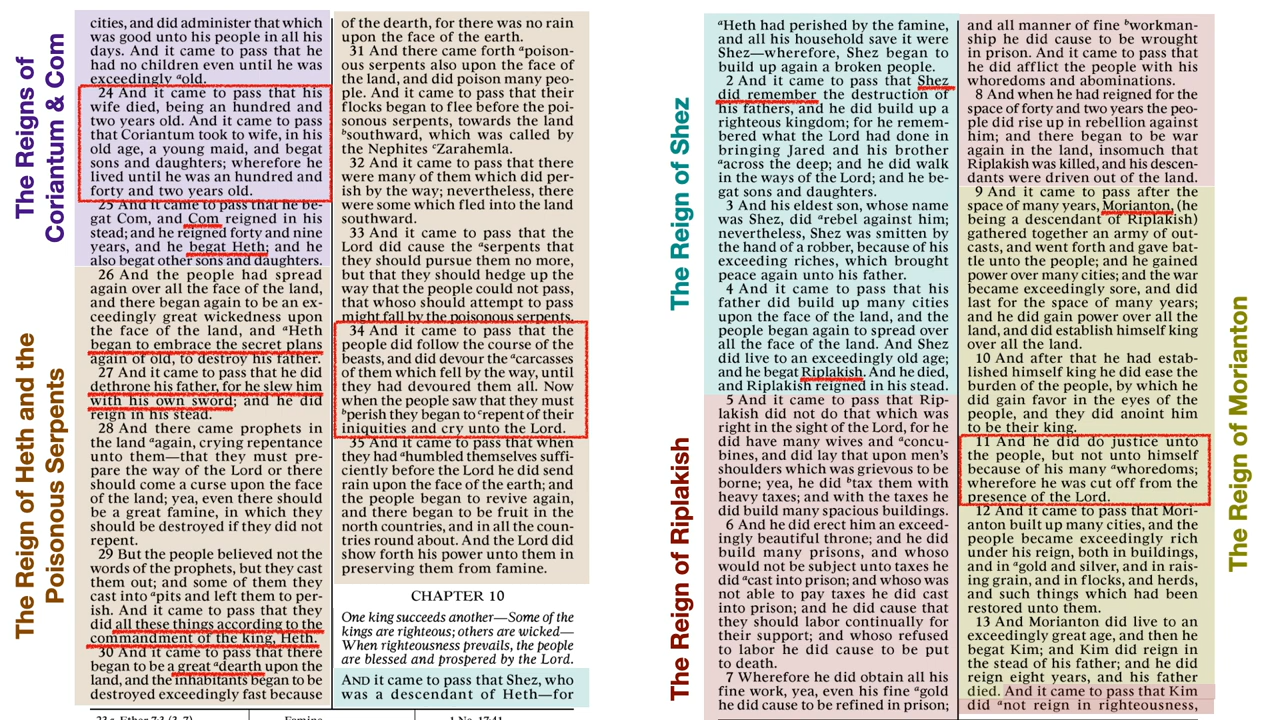 The Reigns of
Coriantum & Com
The Reign of Heth and the
Poisonous Serpents
cities, and did administer that which
was good unto his people in all his
days. And it came to pass that he
had no children even until he was
exceedingly ᵃold.
24 And it came to pass that his
wife died, being an hundred and
two years old. And it came to pass
that Coriantum took to wife, in his
old age, a young maid, and begat
sons and daughters; wherefore he
lived until he was an hundred and
forty and two years old.
25 And it came to pass that he be-
gat Com, and Com reigned in his
stead; and he reigned forty and nine
years, and he begat Heth; and he
also begat other sons and daughters.
26 And the people had spread
again over all the face of the land,
and there began again to be an ex-
ceedingly great wickedness upon
the face of the land, and ᵃHeth
began to embrace the secret plans
again of old, to destroy his father.
27 And it came to pass that he did
dethrone his father, for he slew him
with his own sword; and he did
reign in his stead.
28 And there came prophets in
the land ᵃagain, crying repentance
unto them—that they must pre-
pare the way of the Lord or there
should come a curse upon the face
of the land; yea, even there should
be a great famine, in which they
should be destroyed if they did not
repent.
29 But the people believed not the
words of the prophets, but they cast
them out; and some of them they
cast into ᵃpits and left them to per-
ish. And it came to pass that they
did all these things according to the
commandment of the king, Heth.
30 And it came to pass that there
began to be a great ᵃdearth upon the
land, and the inhabitants began to be
destroyed exceedingly fast because
of the dearth, for there was no rain
upon the face of the earth.
31 And there came forth ᵃpoison-
ous serpents also upon the face of
the land, and did poison many peo-
ple. And it came to pass that their
flocks began to flee before the poi-
sonous serpents, towards the land
ᵇsouthward, which was called by
the Nephites ᶜZarahemla.
32 And it came to pass that there
were many of them which did per-
ish by the way; nevertheless, there
were some which fled into the land
southward.
33 And it came to pass that the
Lord did cause the ᵃserpents that
they should pursue them no more,
but that they should hedge up the
way that the people could not pass,
that whoso should attempt to pass
might fall by the poisonous serpents.
34 And it came to pass that the
people did follow the course of the
beasts, and did devour the ᵃcarcasses
of them which fell by the way, until
they had devoured them all. Now
when the people saw that they must
ᵇperish they began to ᶜrepent of their
iniquities and cry unto the Lord.
35 And it came to pass that when
they had ᵃhumbled themselves suffi-
ciently before the Lord he did send
rain upon the face of the earth; and
the people began to revive again,
and there began to be fruit in the
north countries, and in all the coun-
tries round about. And the Lord did
show forth his power unto them in
preserving them from famine.
CHAPTER 10
One king succeeds another—Some of the
kings are righteous; others are wicked—
When righteousness prevails, the people
are blessed and prospered by the Lord.
AND it came to pass that Shez, who
was a descendant of Heth—for
23a Ether 7:3 (3, 7).
Famine
1 Ne. 17:41
The Reign of Shez
The Reign of Riplakish
ᵃHeth had perished by the famine,
and all his household save it were
Shez—wherefore, Shez began to
build up again a broken people.
2 And it came to pass that Shez
did remember the destruction of
his fathers, and he did build up a
righteous kingdom; for he remem-
bered what the Lord had done in
bringing Jared and his brother
ᵃacross the deep; and he did walk
in the ways of the Lord; and he be-
gat sons and daughters.
3 And his eldest son, whose name
was Shez, did ᵃrebel against him;
nevertheless, Shez was smitten by
the hand of a robber, because of his
exceeding riches, which brought
peace again unto his father.
4 And it came to pass that his
father did build up many cities
upon the face of the land, and the
people began again to spread over
all the face of the land. And Shez
did live to an exceedingly old age;
and he begat Riplakish. And he died,
and Riplakish reigned in his stead.
5 And it came to pass that Rip-
lakish did not do that which was
right in the sight of the Lord, for he
did have many wives and ᵃconcu-
bines, and did lay that upon men's
shoulders which was grievous to be
borne; yea, he did ᵇtax them with
heavy taxes; and with the taxes he
did build many spacious buildings.
6 And he did erect him an exceed-
ingly beautiful throne; and he did
build many prisons, and whoso
would not be subject unto taxes he
did ᵃcast into prison; and whoso was
not able to pay taxes he did cast
into prison; and he did cause that
they should labor continually for
their support; and whoso refused
to labor he did cause to be put
to death.
7 Wherefore he did obtain all his
fine work, yea, even his fine ᵃgold
he did cause to be refined in prison;
and all manner of fine ᵇworkman-
ship he did cause to be wrought
in prison. And it came to pass that
he did afflict the people with his
whoredoms and abominations.
8 And when he had reigned for the
space of forty and two years the peo-
ple did rise up in rebellion against
him; and there began to be war
again in the land, insomuch that
Riplakish was killed, and his descen-
dants were driven out of the land.
9 And it came to pass after the
space of many years, Morianton, (he
being a descendant of Riplakish)
gathered together an army of out-
casts, and went forth and gave bat-
tle unto the people; and he gained
power over many cities; and the war
became exceedingly sore, and did
last for the space of many years;
and he did gain power over all the
land, and did establish himself king
over all the land.
10 And after that he had estab-
lished himself king he did ease the
burden of the people, by which he
did gain favor in the eyes of the
people, and they did anoint him
to be their king.
11 And he did do justice unto
the people, but not unto himself
because of his many ᵃwhoredoms;
wherefore he was cut off from the
presence of the Lord.
12 And it came to pass that Mori-
anton built up many cities, and the
people became exceedingly rich
under his reign, both in buildings,
and in ᵃgold and silver, and in rais-
ing grain, and in flocks, and herds,
and such things which had been
restored unto them.
13 And Morianton did live to an
exceedingly great age, and then he
begat Kim; and Kim did reign in
the stead of his father; and he did
reign eight years, and his father
died. And it came to pass that Kim
did ᵃnot reign in righteousness,
The Reign of Morianton